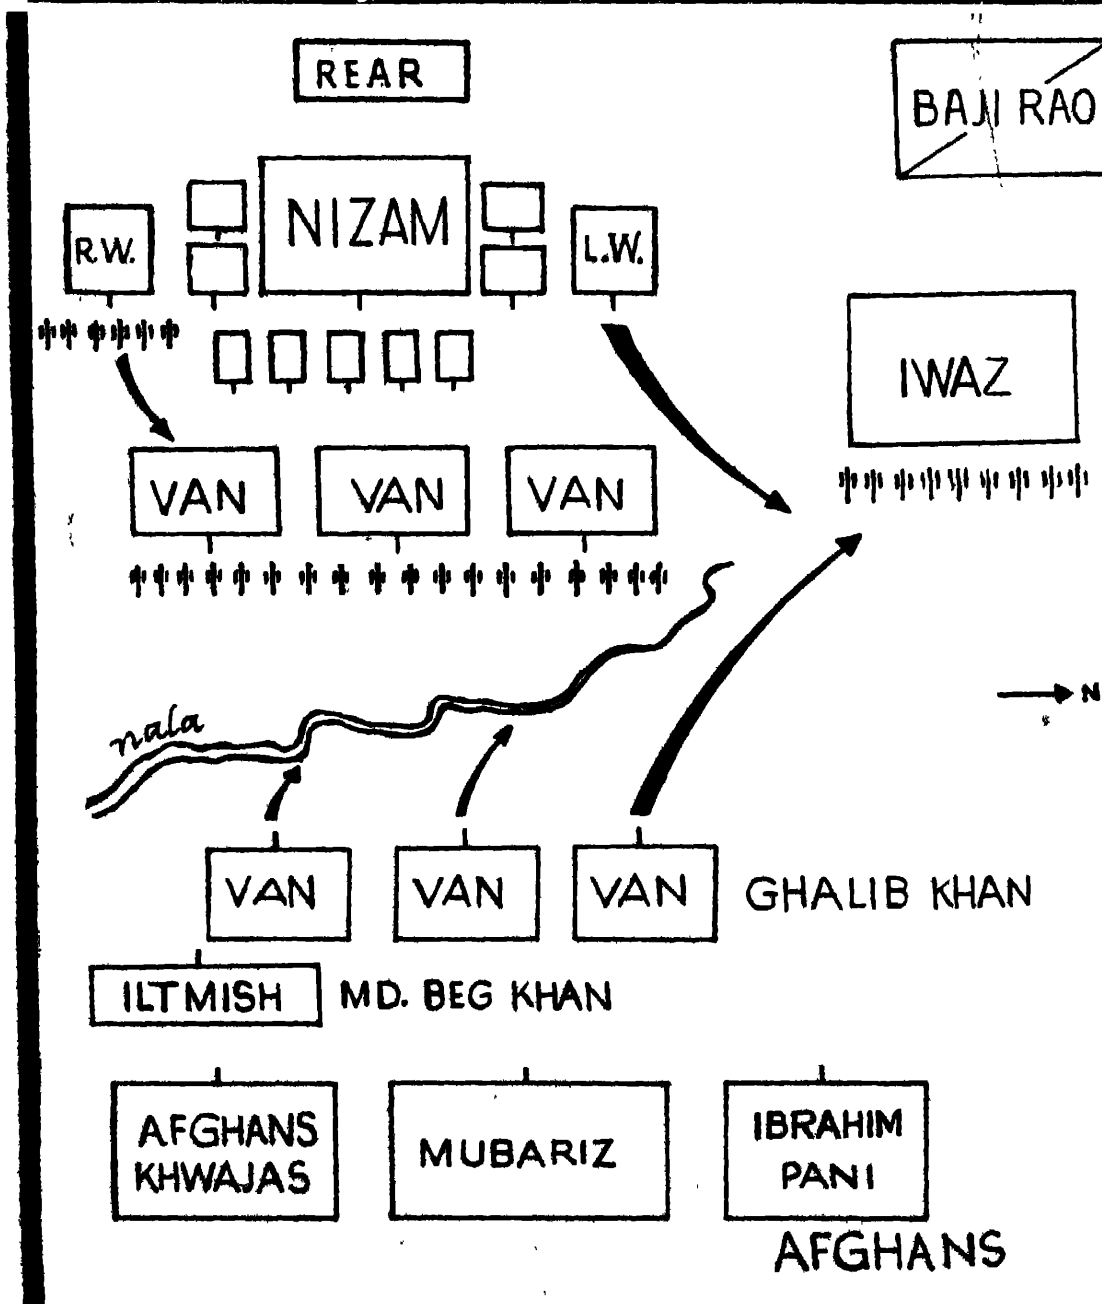 REAR
BAJI RAO
NIZAM
R.W.
L.W.
IWAZ
VAN
VAN
VAN
N
nala
VAN
VAN
VAN
GHALIB KHAN
ILTMISH
MD. BEG KHAN
AFGHANS
KHWAJAS
MUBARIZ
IBRAHIM
PANI
AFGHANS